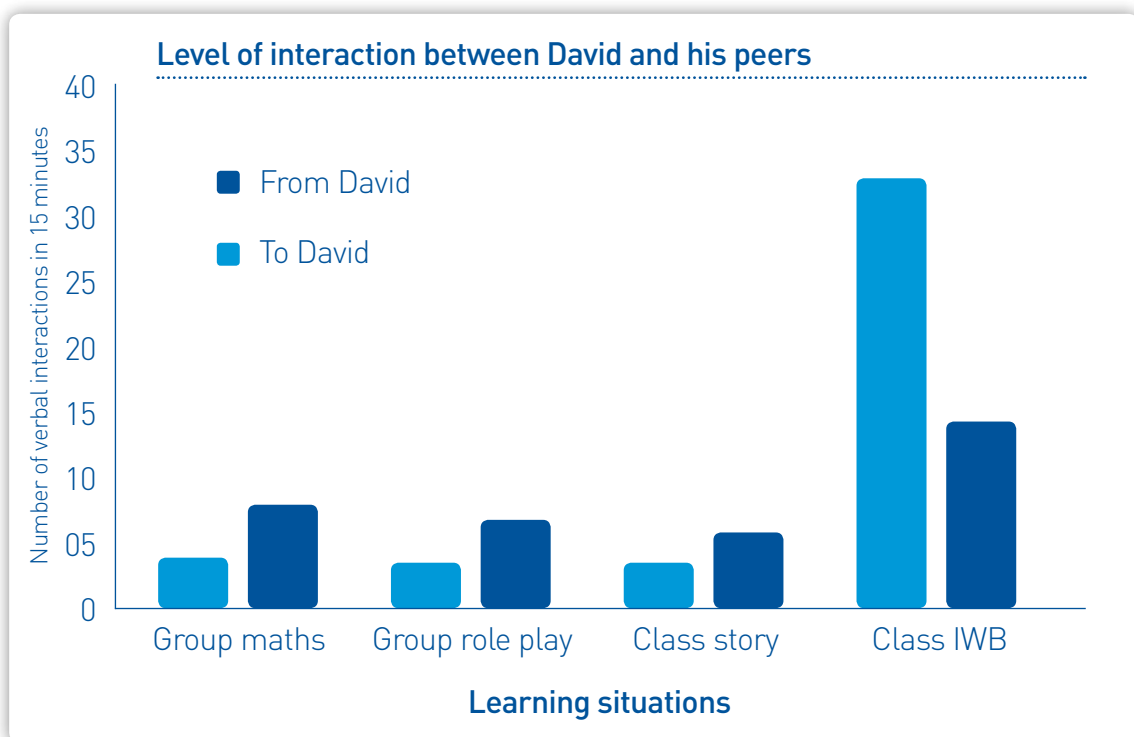 Level of interaction between David and his peers
Number of verbal interactions in 15 minutes
40
35
30
25
20
15
10
05
0
From David
To David
Group maths
Group role play
Class story
Class IWB
Learning situations